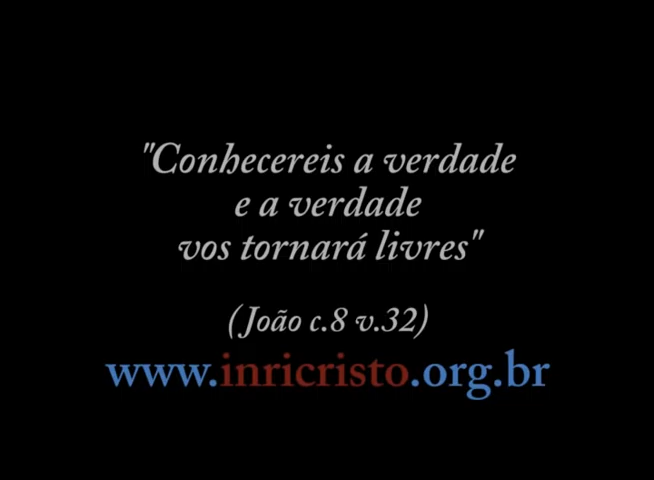 "Conhecereis a verdade
e a verdade
vos tornará livres"
(João c.8 v.32)
www.inricristo.org.br